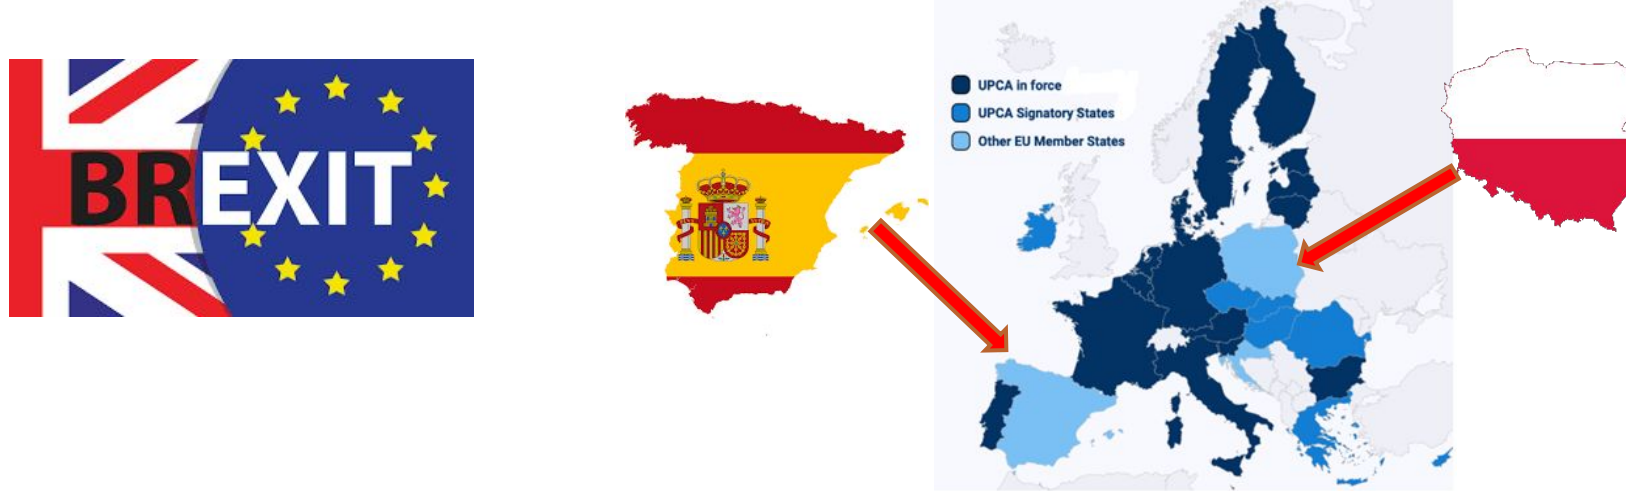 BREXIT
UPCA in force
UPCA Signatory States
Other EU Member States